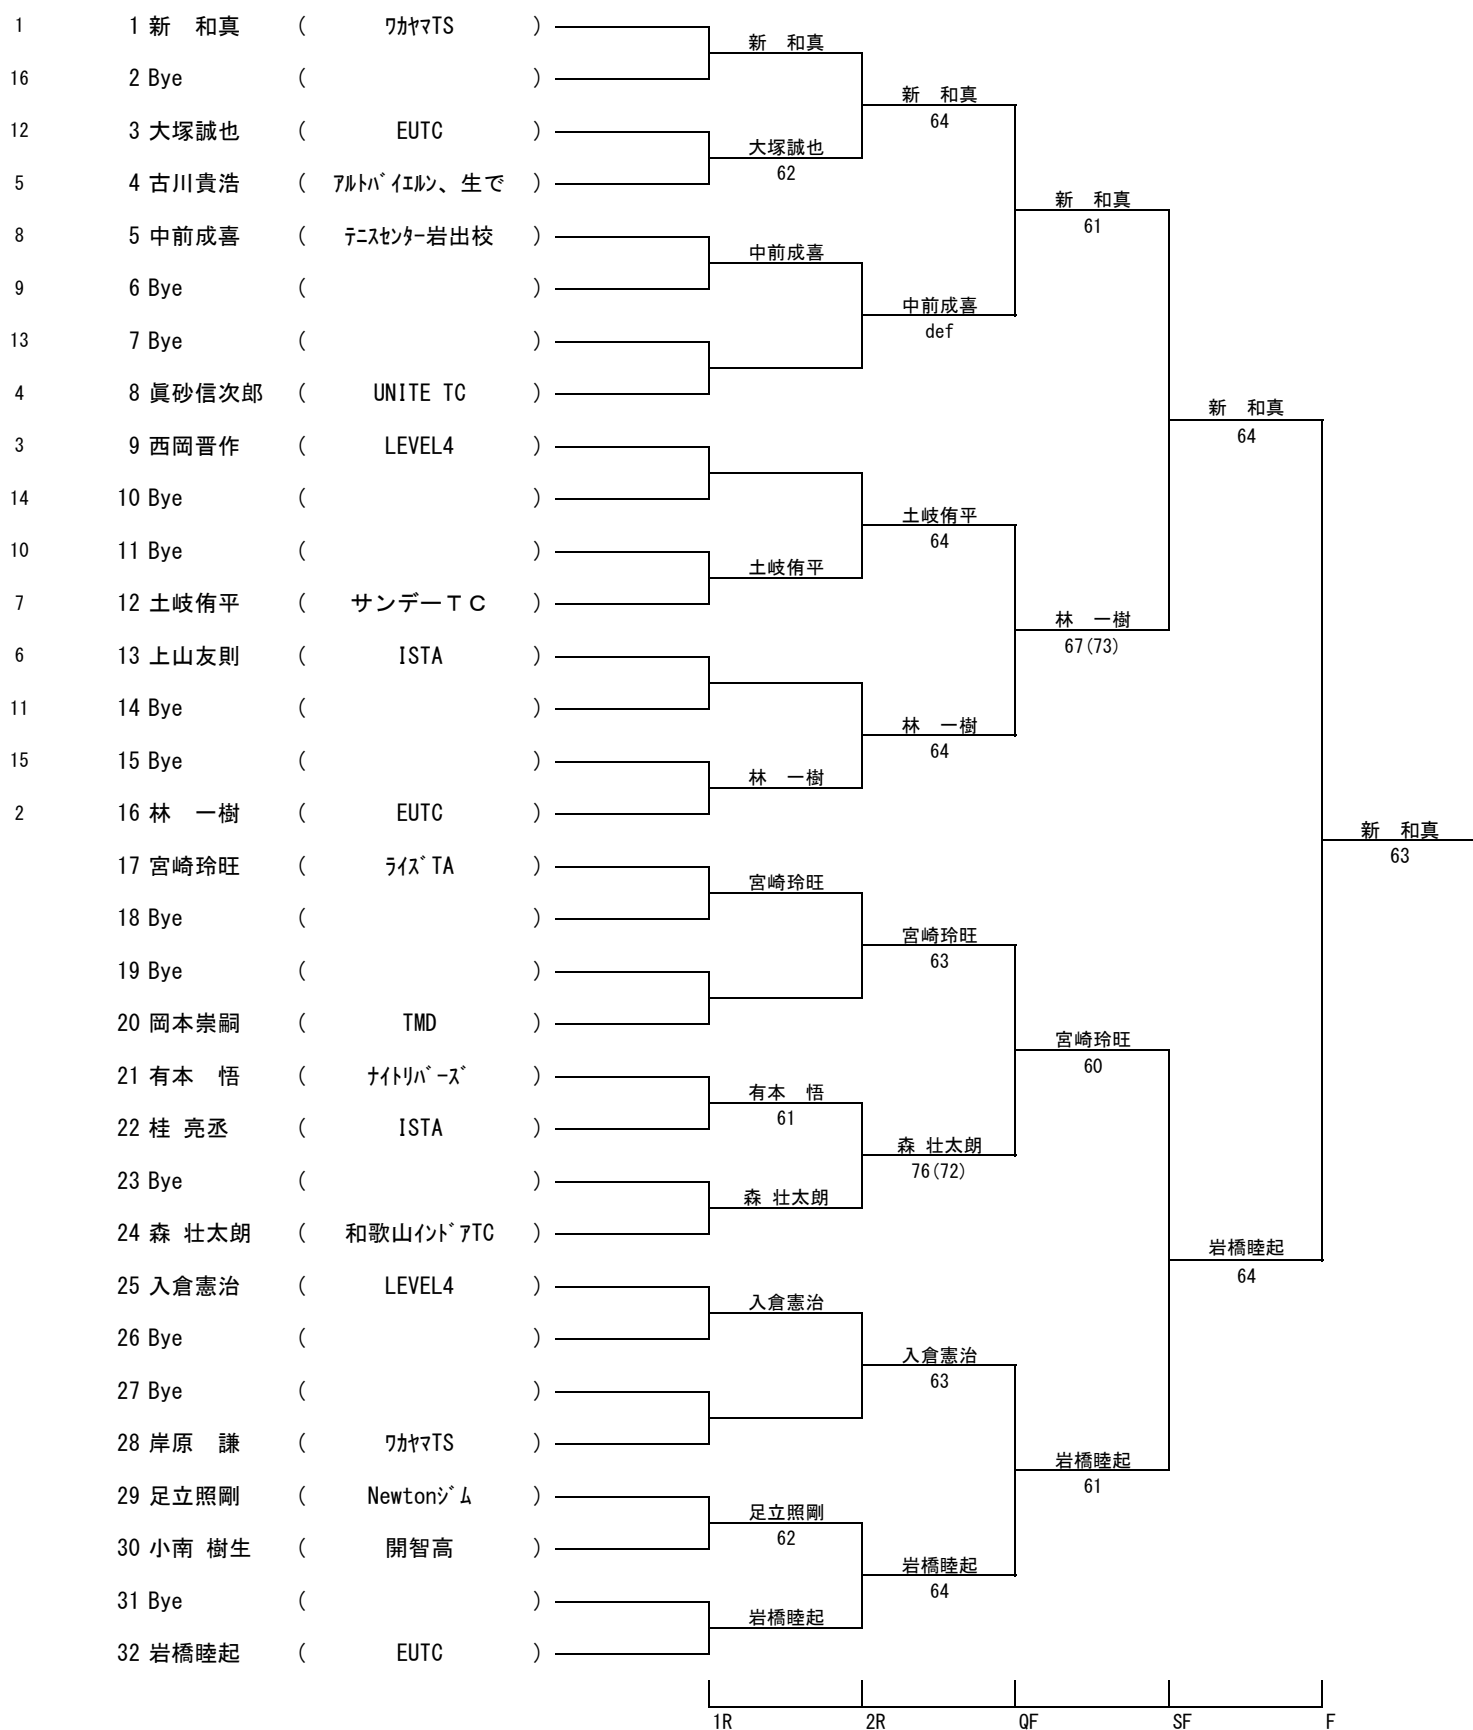 1 1 新　和真 ( ﾜｶﾔﾏTS )
新　和真
16 2 Bye ( )
新　和真
64
12 3 大塚誠也 ( EUTC )
大塚誠也
62
5 4 古川貴浩 ( ｱﾙﾄﾊﾞｲｴﾙﾝ、生で )
新　和真
61
8 5 中前成喜 ( ﾃﾆｽｾﾝﾀｰ岩出校 )
中前成喜
9 6 Bye ( )
中前成喜
def
13 7 Bye ( )
4 8 眞砂信次郎 ( UNITE TC )
新　和真
64
3 9 西岡晋作 ( LEVEL4 )
14 10 Bye ( )
土岐侑平
64
10 11 Bye ( )
土岐侑平
7 12 土岐侑平 ( サンデーＴＣ )
林　一樹
67(73)
6 13 上山友則 ( ISTA )
11 14 Bye ( )
林　一樹
64
15 15 Bye ( )
林　一樹
2 16 林　一樹 ( EUTC )
新　和真
63
17 宮崎玲旺 ( ﾗｲｽﾞTA )
宮崎玲旺
18 Bye ( )
宮崎玲旺
63
19 Bye ( )
20 岡本崇嗣 ( TMD )
宮崎玲旺
60
21 有本　悟 ( ﾅｲﾄﾘﾊﾞｰｽﾞ )
有本　悟
61
22 桂 亮丞 ( ISTA )
森 壮太朗
76(72)
23 Bye ( )
森 壮太朗
24 森 壮太朗 ( 和歌山ｲﾝﾄﾞｱTC )
岩橋睦起
64
25 入倉憲治 ( LEVEL4 )
入倉憲治
26 Bye ( )
入倉憲治
63
27 Bye ( )
28 岸原　謙 ( ﾜｶﾔﾏTS )
岩橋睦起
61
29 足立照剛 ( Newtonｼﾞﾑ )
足立照剛
62
30 小南 樹生 ( 開智高 )
岩橋睦起
64
31 Bye ( )
岩橋睦起
32 岩橋睦起 ( EUTC )
1R 2R QF SF F